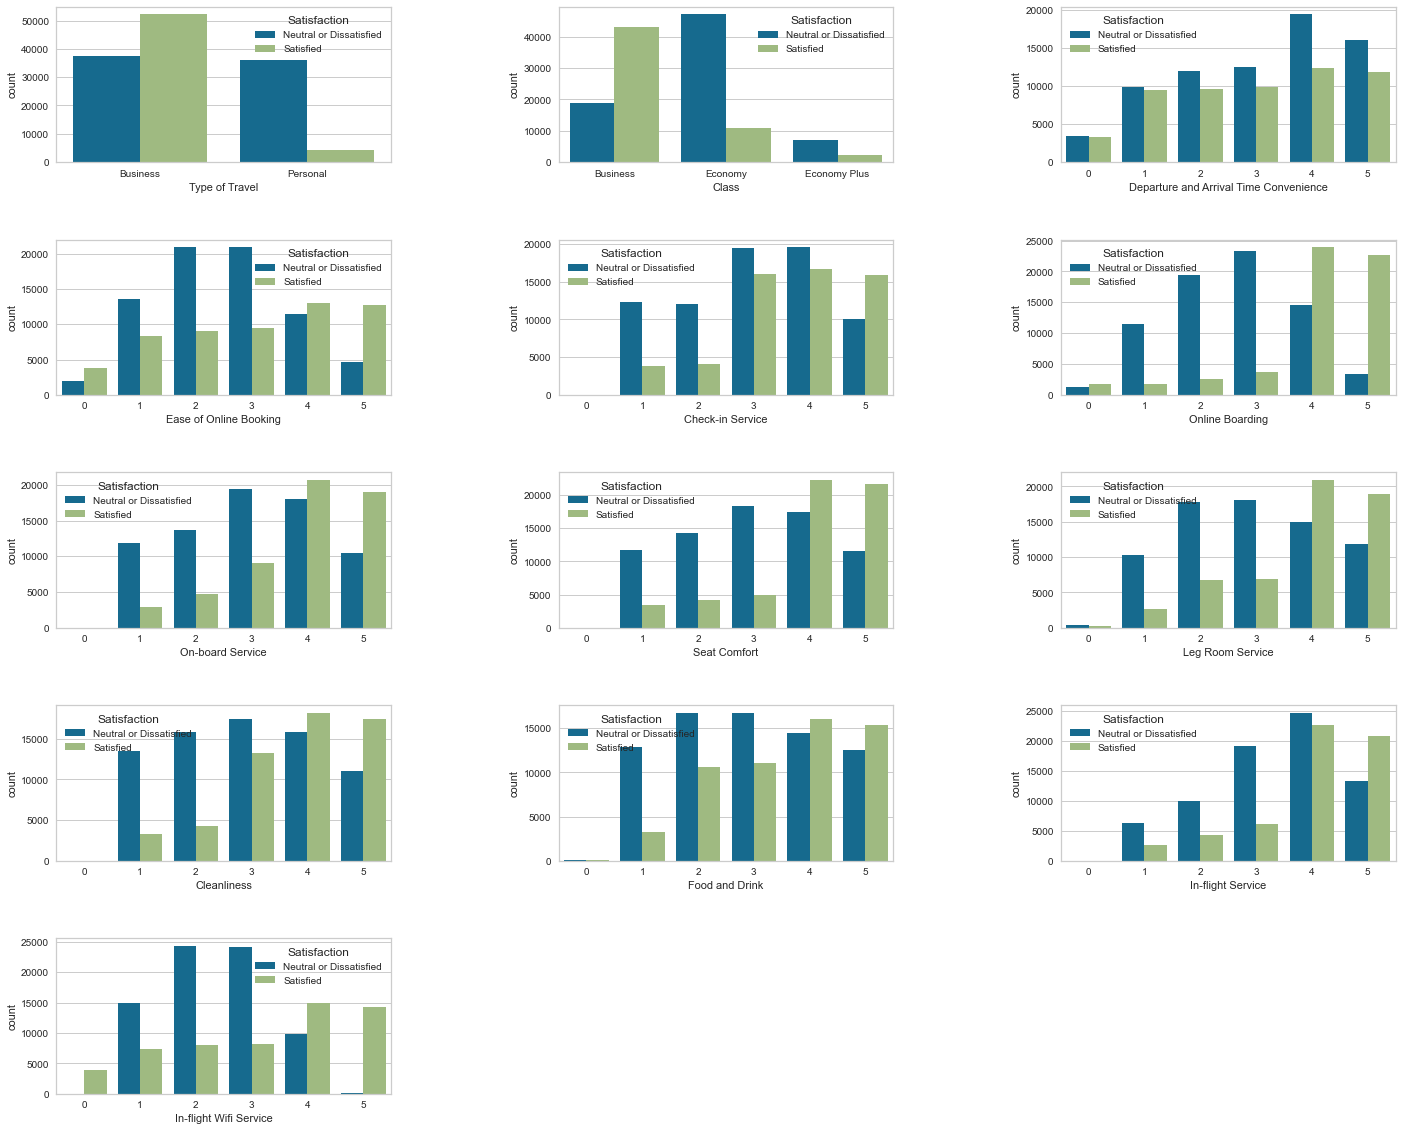 Satisfaction
Neutral or Dissatisfied
Satisfied
50000
40000
30000
20000
10000
0
count
Business Personal
Type of Travel
Satisfaction
Neutral or Dissatisfied
Satisfied
40000
30000
20000
10000
0
count
Business Economy Economy Plus
Class
Satisfaction
Neutral or Dissatisfied
Satisfied
20000
15000
10000
5000
0
count
0 1 2 3 4 5
Departure and Arrival Time Convenience
Satisfaction
Neutral or Dissatisfied
Satisfied
20000
15000
10000
5000
0
count
0 1 2 3 4 5
Ease of Online Booking
Satisfaction
Neutral or Dissatisfied
Satisfied
20000
15000
10000
5000
0
count
0 1 2 3 4 5
Check-in Service
Satisfaction
Neutral or Dissatisfied
Satisfied
25000
20000
15000
10000
5000
0
count
0 1 2 3 4 5
Online Boarding
Satisfaction
Neutral or Dissatisfied
Satisfied
20000
15000
10000
5000
0
count
0 1 2 3 4 5
On-board Service
Satisfaction
Neutral or Dissatisfied
Satisfied
20000
15000
10000
5000
0
count
0 1 2 3 4 5
Seat Comfort
Satisfaction
Neutral or Dissatisfied
Satisfied
20000
15000
10000
5000
0
count
0 1 2 3 4 5
Leg Room Service
Satisfaction
Neutral or Dissatisfied
Satisfied
15000
10000
5000
0
count
0 1 2 3 4 5
Cleanliness
Satisfaction
Neutral or Dissatisfied
Satisfied
15000
10000
5000
0
count
0 1 2 3 4 5
Food and Drink
Satisfaction
Neutral or Dissatisfied
Satisfied
25000
20000
15000
10000
5000
0
count
0 1 2 3 4 5
In-flight Service
Satisfaction
Neutral or Dissatisfied
Satisfied
25000
20000
15000
10000
5000
0
count
0 1 2 3 4 5
In-flight Wifi Service